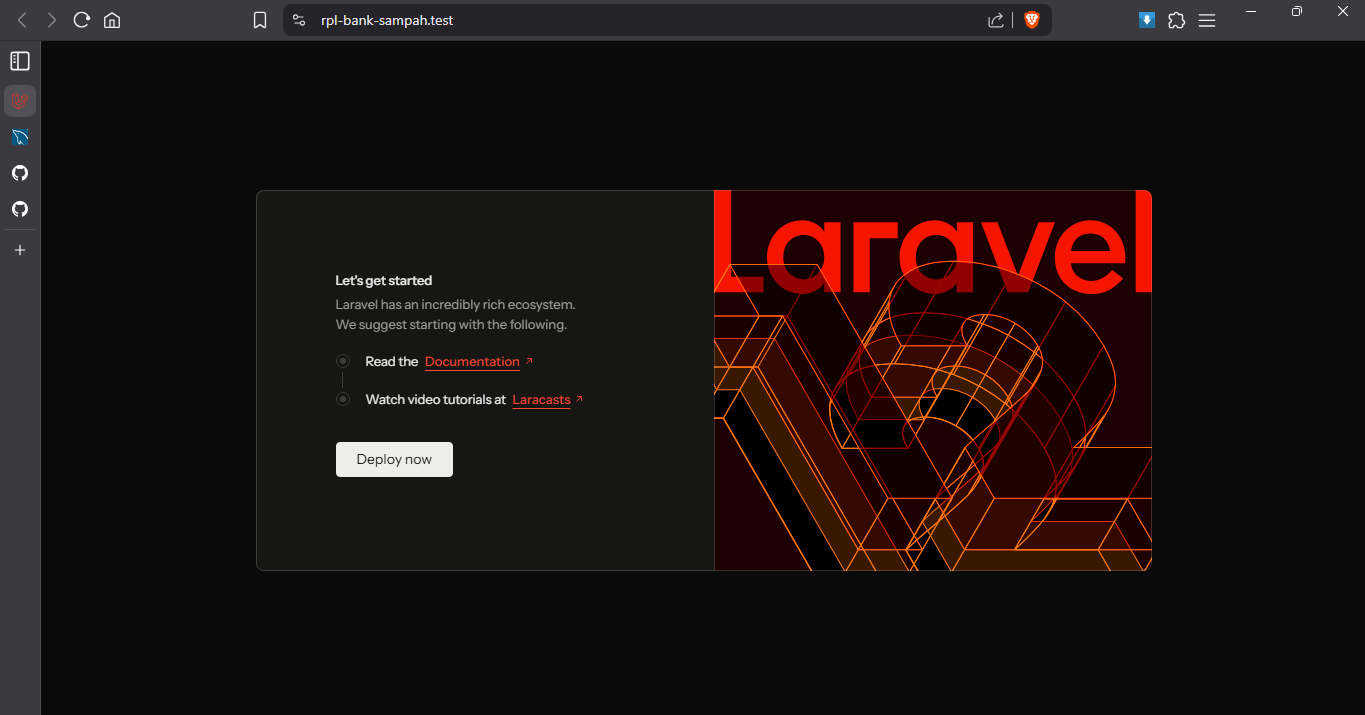 rpl-bank-sampah.test
Let's get started
Laravel has an incredibly rich ecosystem.
We suggest starting with the following.
Read the Documentation
Watch video tutorials at Laracasts
Deploy now
Laravel